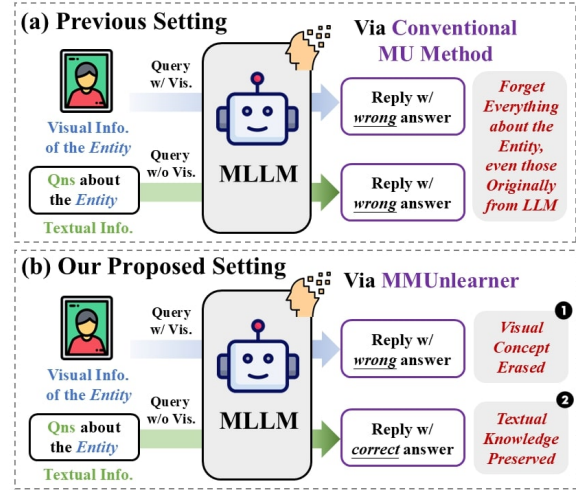 (a) Previous Setting
Via Conventional
MU Method
Query
w/ Vis.
Visual Info.
of the Entity
MLLM
Reply w/
wrong answer
Forget
Everything
about the
Entity,
even those
Originally
from LLM
Query
w/o Vis.
Qns about
the Entity
Textual Info.
Reply w/
wrong answer
(b) Our Proposed Setting
Via MMUnlearner
Query
w/ Vis.
Visual Info.
of the Entity
MLLM
Reply w/
wrong answer
1
Visual
Concept
Erased
Query
w/o Vis.
Qns about
the Entity
Textual Info.
Reply w/
correct answer
2
Textual
Knowledge
Preserved